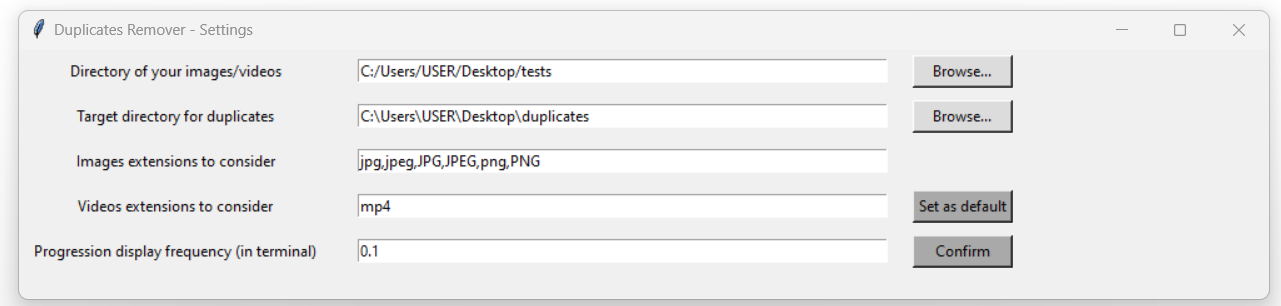 Duplicates Remover - Settings
Directory of your images/videos C:/Users/USER/Desktop/tests Browse...
Target directory for duplicates C:\Users\USER\Desktop\duplicates Browse...
Images extensions to consider jpg,jpeg,JPG,JPEG,png,PNG
Videos extensions to consider mp4 Set as default
Progression display frequency (in terminal) 0.1 Confirm